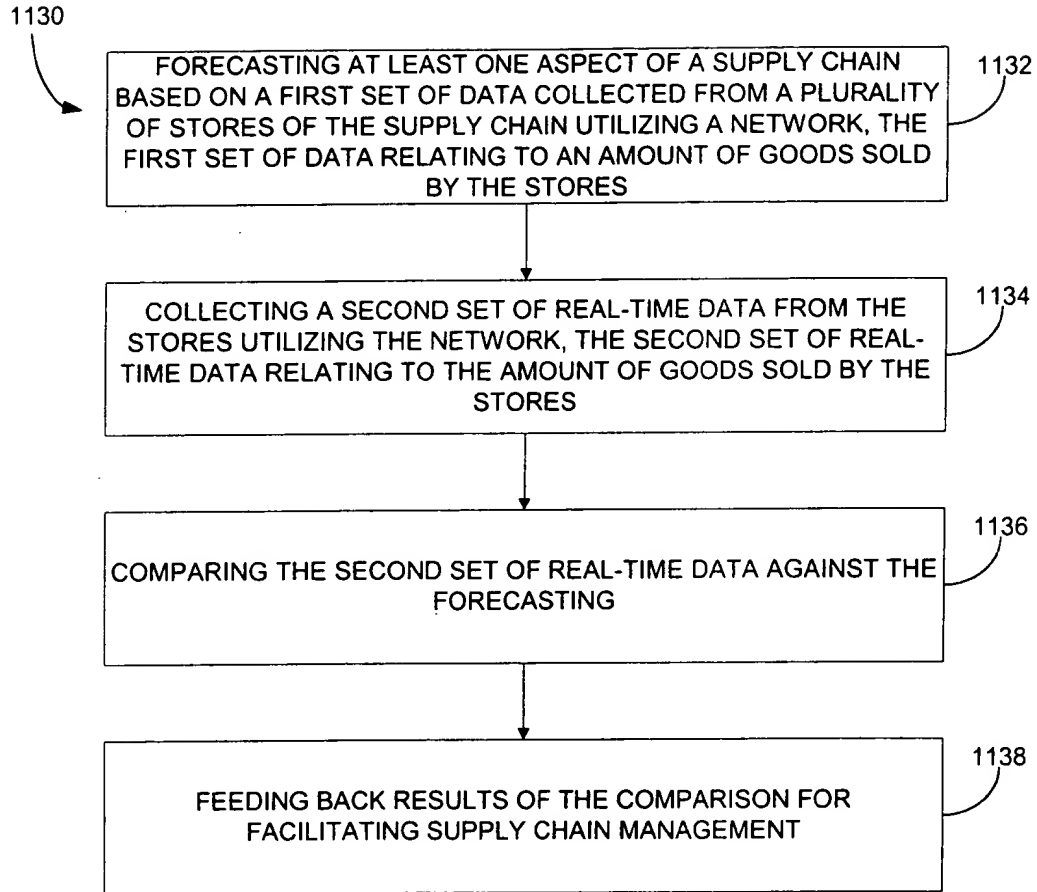 1130
FORECASTING AT LEAST ONE ASPECT OF A SUPPLY CHAIN
BASED ON A FIRST SET OF DATA COLLECTED FROM A PLURALITY
OF STORES OF THE SUPPLY CHAIN UTILIZING A NETWORK, THE
FIRST SET OF DATA RELATING TO AN AMOUNT OF GOODS SOLD
BY THE STORES
1132
COLLECTING A SECOND SET OF REAL-TIME DATA FROM THE
STORES UTILIZING THE NETWORK, THE SECOND SET OF REAL-
TIME DATA RELATING TO THE AMOUNT OF GOODS SOLD BY THE
STORES
1134
COMPARING THE SECOND SET OF REAL-TIME DATA AGAINST THE
FORECASTING
1136
FEEDING BACK RESULTS OF THE COMPARISON FOR
FACILITATING SUPPLY CHAIN MANAGEMENT
1138